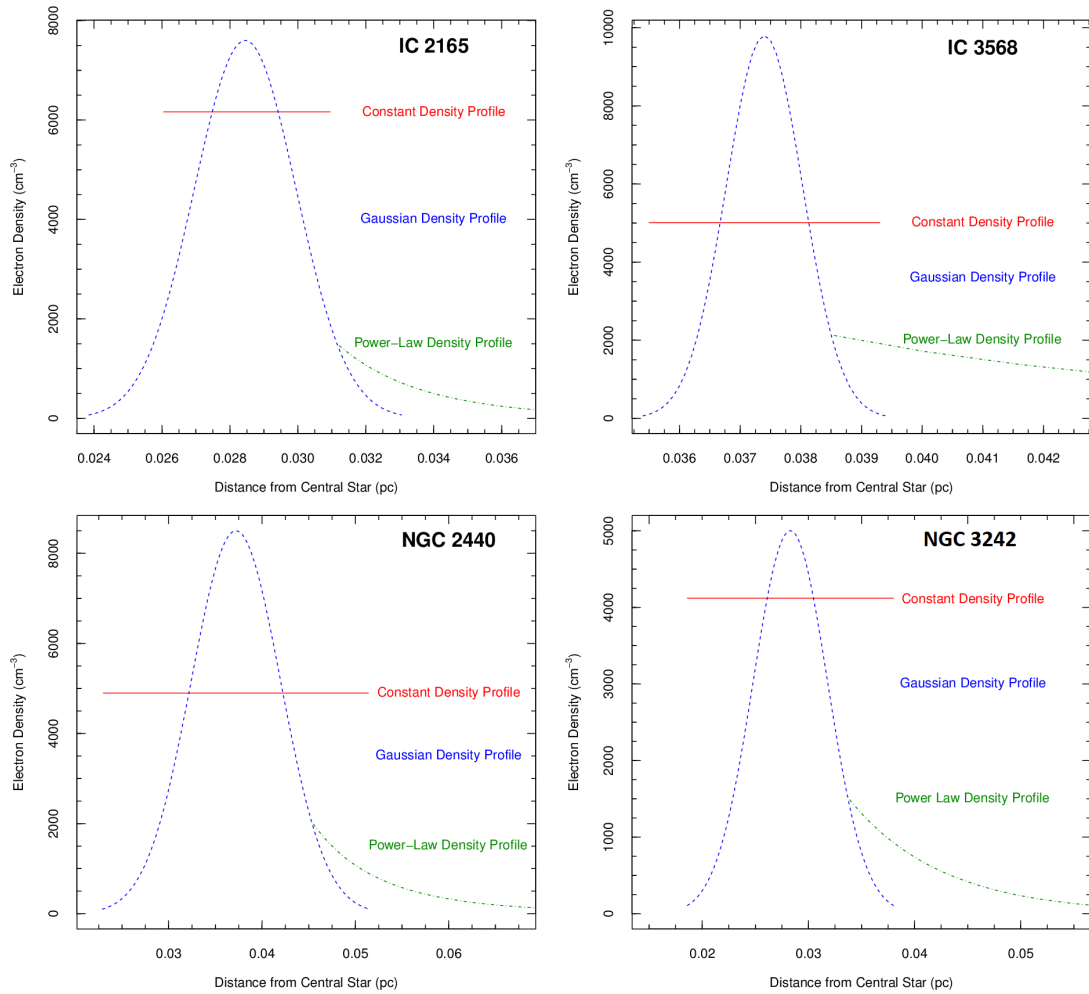 IC 2165
Constant Density Profile
Gaussian Density Profile
Power−Law Density Profile
Electron Density (cm−3)
0 2000 4000 6000 8000
0.024 0.026 0.028 0.030 0.032 0.034 0.036
Distance from Central Star (pc)
IC 3568
Constant Density Profile
Gaussian Density Profile
Power−Law Density Profile
Electron Density (cm−3)
0 2000 4000 6000 8000 10000
0.036 0.037 0.038 0.039 0.040 0.041 0.042
Distance from Central Star (pc)
NGC 2440
Constant Density Profile
Gaussian Density Profile
Power−Law Density Profile
Electron Density (cm−3)
0 2000 4000 6000 8000
0.03 0.04 0.05 0.06
Distance from Central Star (pc)
NGC 3242
Constant Density Profile
Gaussian Density Profile
Power Law Density Profile
Electron Density (cm−3)
0 1000 2000 3000 4000 5000
0.02 0.03 0.04 0.05
Distance from Central Star (pc)